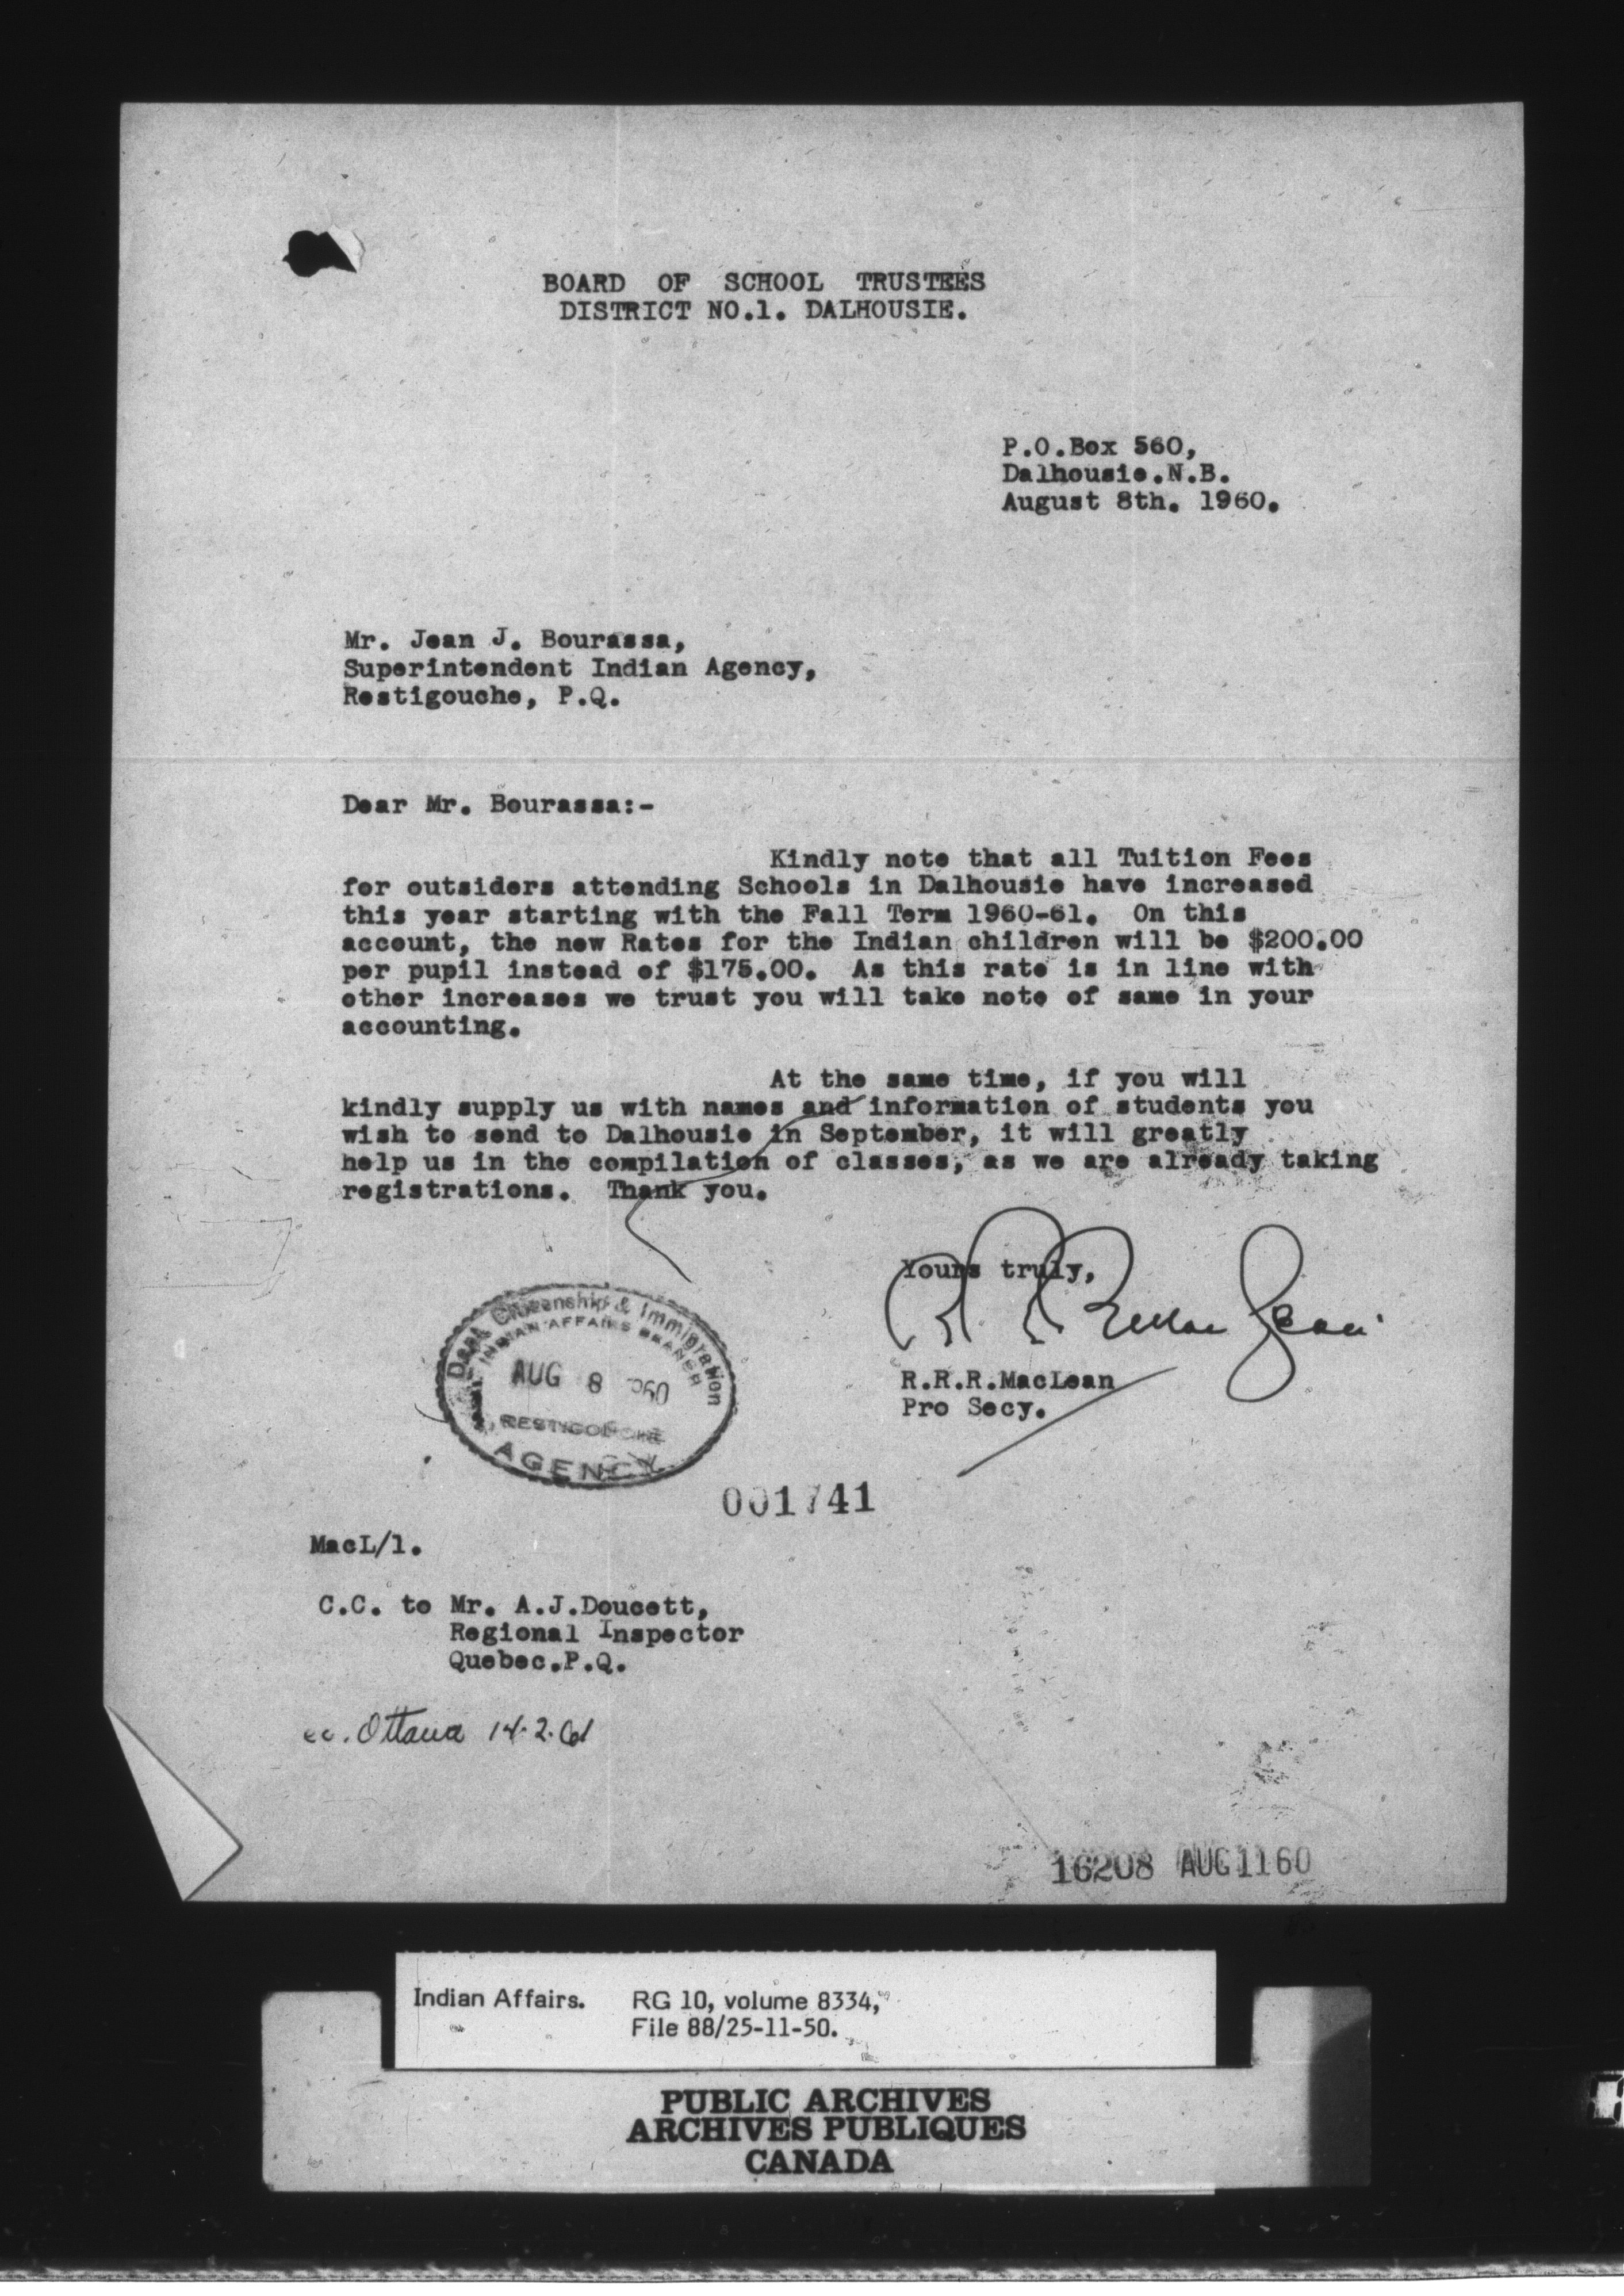 BOARD OF SCHOOL TRUSTEES
DISTRICT NO.1. DALHOUSIE.
P.O.Box 560,
Dalhousie.N.B.
August 8th. 1960.
Mr. Jean J. Bourassa,
Superintendent Indian Agency,
Restigouche, P.Q.
Dear Mr. Bourassa:-
Kindly note that all Tuition Fees
for outsiders attending Schools in Dalhousie have increased
this year starting with the Fall Term 1960-61. On this
account, the new Rates for the Indian children will be $200.00
per pupil instead of $175.00. As this rate is in line with
other increases we trust you will take note of same in your
accounting.
At the same time, if you will
kindly supply us with names and information of students you
wish to send to Dalhousie in September, it will greatly
help us in the compilation of classes, as we are already taking
registrations. Thank you.
Yours truly,
R.R.R.MacLean
Pro Secy.
Dept. Citizenship & Immigration
INDIAN AFFAIRS BRANCH
AUG 8 1960
RESTIGOUCHE
AGENCY
001741
MacL/l.
C.C. to Mr. A.J.Doucett,
Regional Inspector
Quebec.P.Q.
cc. Ottawa 14.2.61
16208 AUG 11 60
Indian Affairs. RG 10, volume 8334,
File 88/25-11-50.
PUBLIC ARCHIVES
ARCHIVES PUBLIQUES
CANADA